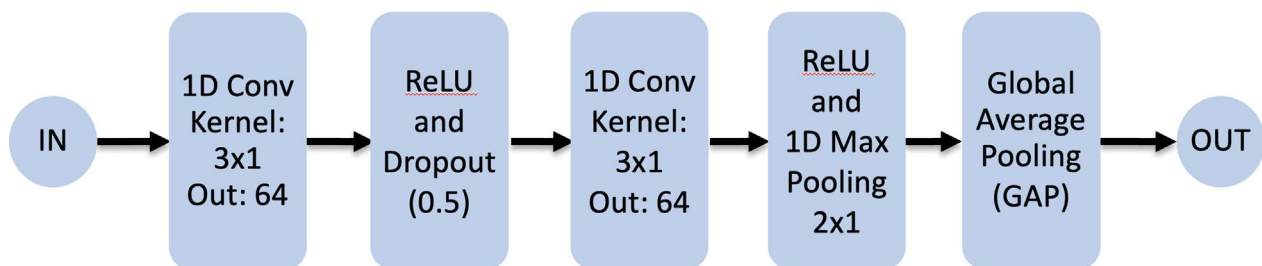 IN
1D Conv
Kernel:
3x1
Out: 64
ReLU
and
Dropout
(0.5)
1D Conv
Kernel:
3x1
Out: 64
ReLU
and
1D Max
Pooling
2x1
Global
Average
Pooling
(GAP)
OUT